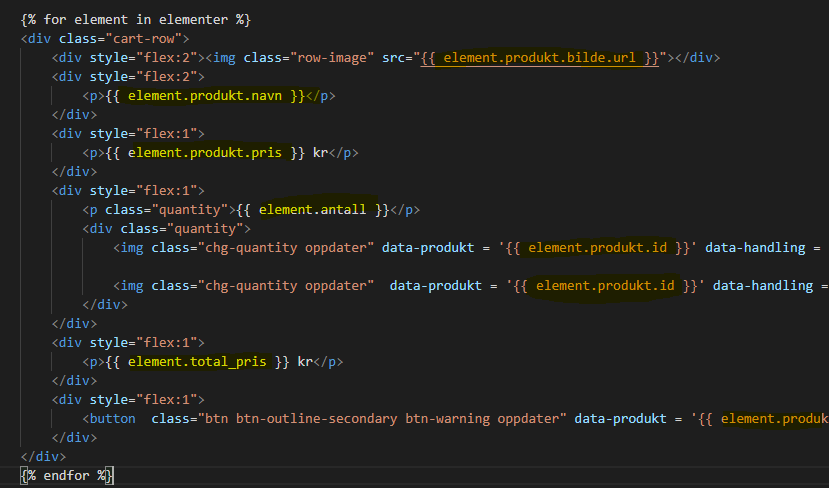 {% for element in elementer %}
<div class="cart-row">
<div style="flex:2"><img class="row-image" src="{{ element.produkt.bilde.url }}"></div>
<div style="flex:2">
<p>{{ element.produkt.navn }}</p>
</div>
<div style="flex:1">
<p>{{ element.produkt.pris }} kr</p>
</div>
<div style="flex:1">
<p class="quantity">{{ element.antall }}</p>
<div class="quantity">
<img class="chg-quantity oppdater" data-produkt = '{{ element.produkt.id }}' data-handling =
<img class="chg-quantity oppdater"  data-produkt = '{{ element.produkt.id }}' data-handling =
</div>
</div>
<div style="flex:1">
<p>{{ element.total_pris }} kr</p>
</div>
<div style="flex:1">
<button  class="btn btn-outline-secondary btn-warning oppdater" data-produkt = '{{ element.produk
</div>
</div>
{% endfor %}